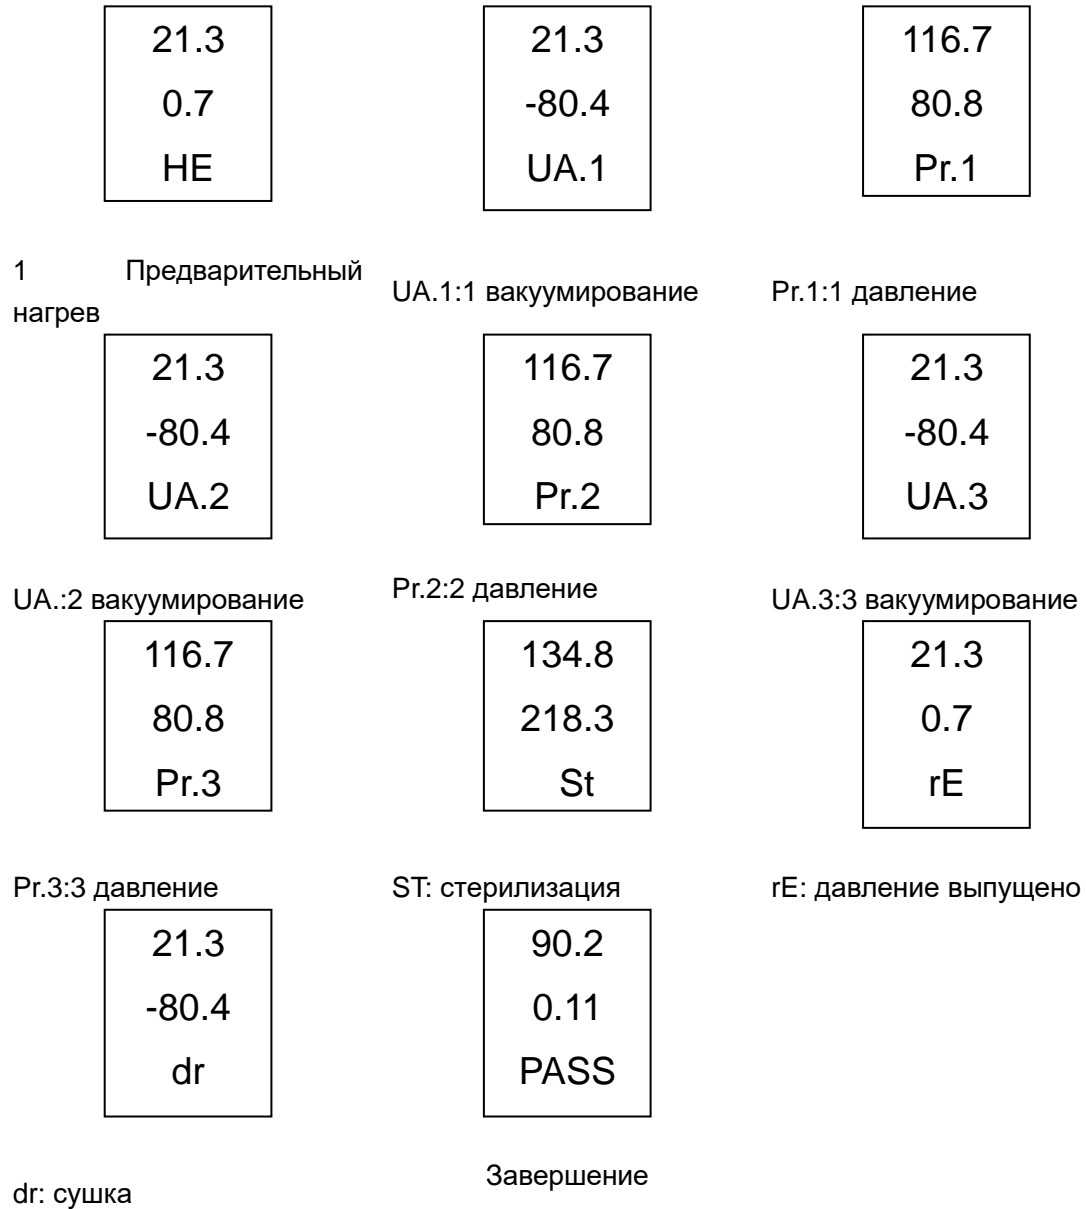 21.3
0.7
HE
21.3
-80.4
UA.1
116.7
80.8
Pr.1
1 Предварительный
нагрев
UA.1:1 вакуумирование
Pr.1:1 давление
21.3
-80.4
UA.2
116.7
80.8
Pr.2
21.3
-80.4
UA.3
UA.:2 вакуумирование
Pr.2:2 давление
UA.3:3 вакуумирование
116.7
80.8
Pr.3
134.8
218.3
St
21.3
0.7
rE
Pr.3:3 давление
ST: стерилизация
rE: давление выпущено
21.3
-80.4
dr
90.2
0.11
PASS
dr: сушка
Завершение